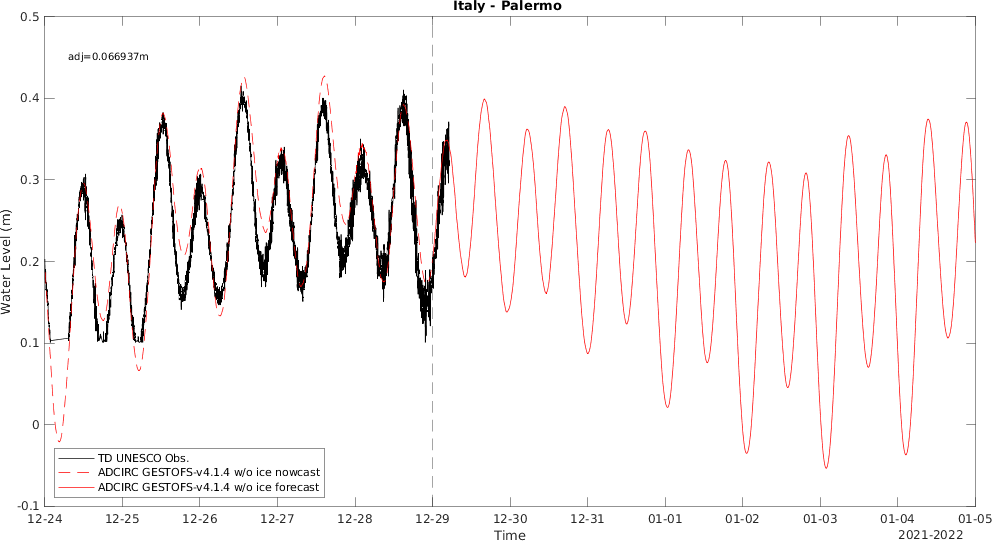 Italy - Palermo
adj=0.066937m
Water Level (m)
0.5
0.4
0.3
0.2
0.1
0
-0.1
TD UNESCO Obs.
ADCIRC GESTOFS-v4.1.4 w/o ice nowcast
ADCIRC GESTOFS-v4.1.4 w/o ice forecast
12-24 12-25 12-26 12-27 12-28 12-29 12-30 12-31 01-01 01-02 01-03 01-04 01-05
Time
2021-2022